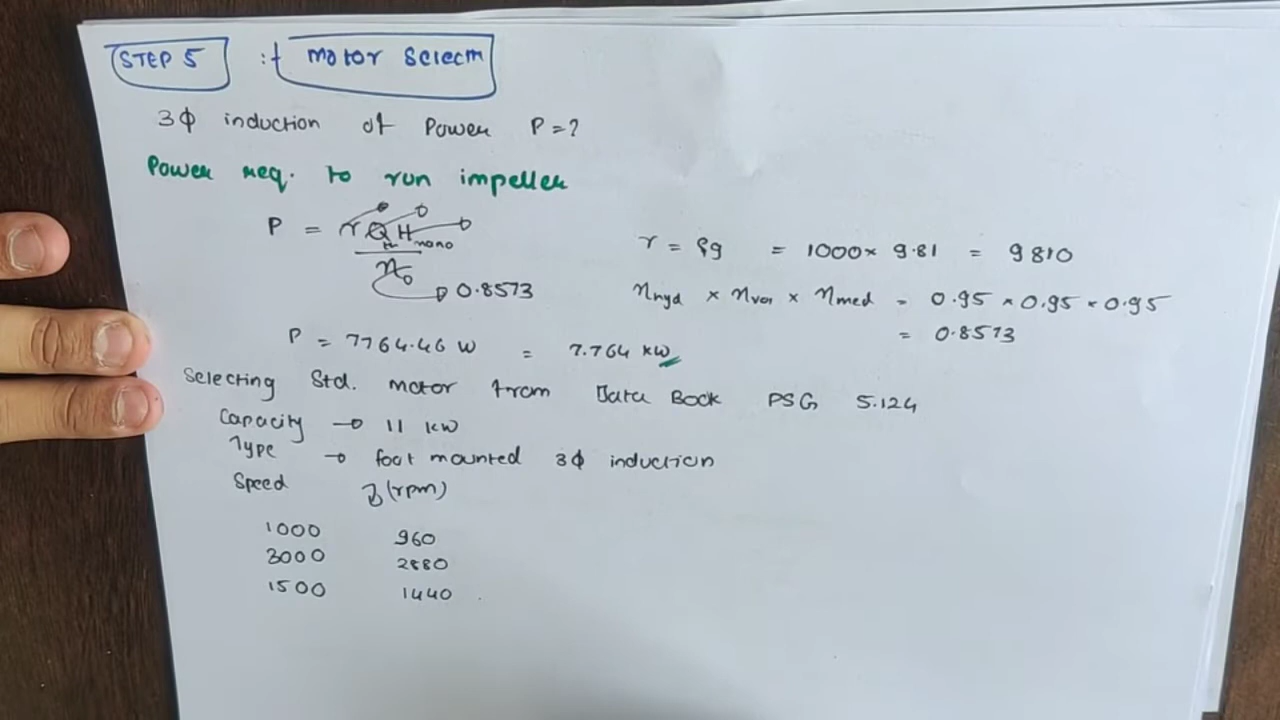 STEP 5 :- Motor Selectn
3ϕ induction of Power P = ?
Power req. to run impeller
P = γ Qth Hmano / η₀ → 0.8573
γ = ρg = 1000 × 9.81 = 9810
ηhyd × ηvol × ηmech = 0.95 × 0.95 × 0.95
= 0.8573
P = 7764.46 W = 7.764 kW
Selecting Std. motor from Data Book PSG 5.124
Capacity → 11 kW
Type → foot mounted 3ϕ induction
Speed (rpm)
1000 960
3000 2880
1500 1440